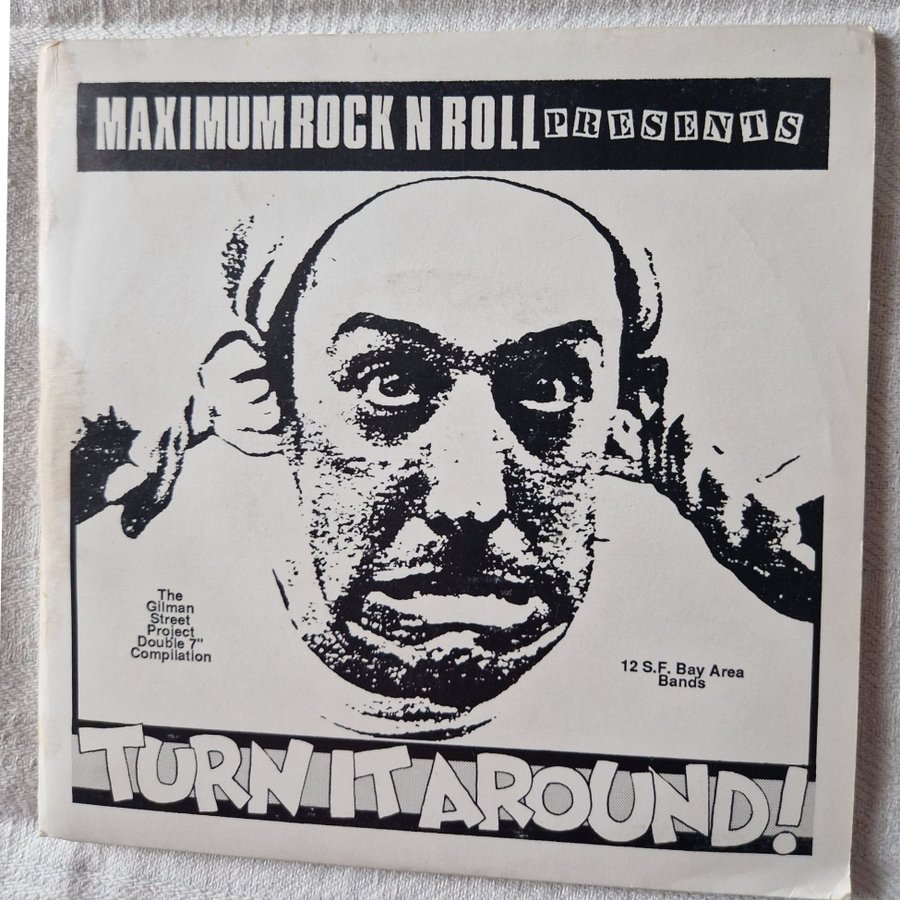 MAXIMUMROCK N ROLL PRESENTS
The
Gilman
Street
Project
Double 7"
Compilation
12 S.F. Bay Area
Bands
TURN IT AROUND!